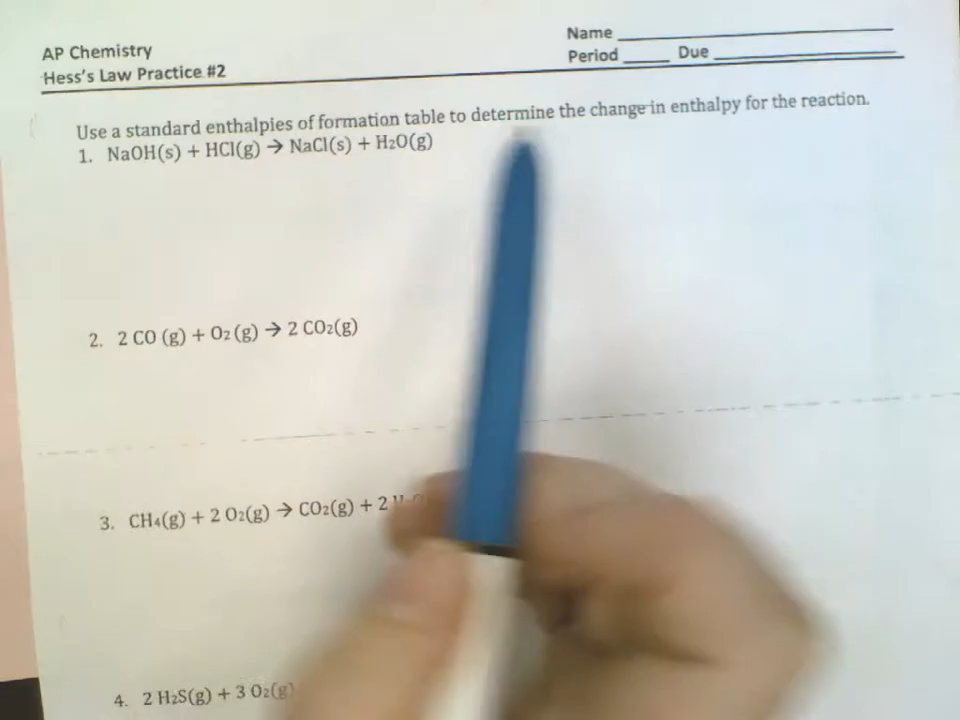 AP Chemistry
Name
Hess's Law Practice #2
Period Due
Use a standard enthalpies of formation table to determine the change in enthalpy for the reaction.
1. NaOH(s) + HCl(g) → NaCl(s) + H₂O(g)
2. 2 CO (g) + O₂ (g) → 2 CO₂(g)
3. CH₄(g) + 2 O₂(g) → CO₂(g) + 2
4. 2 H₂S(g) + 3 O₂(g)